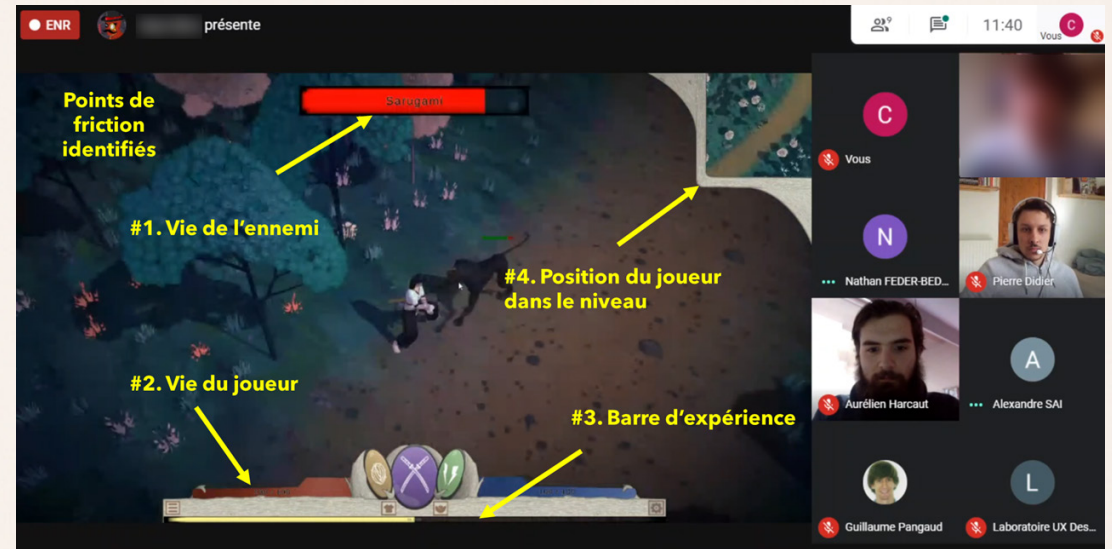 ENR
présente
9
11:40
C
Vous
Points de
friction
identifiés
Sarugami
#1. Vie de l'ennemi
#4. Position du joueur
dans le niveau
#2. Vie du joueur
#3. Barre d'expérience
C
Vous
N
Nathan FEDER-BED...
Pierre Didier
Aurélien Harcaut
A
Alexandre SAI
Guillaume Pangaud
L
Laboratoire UX Des...